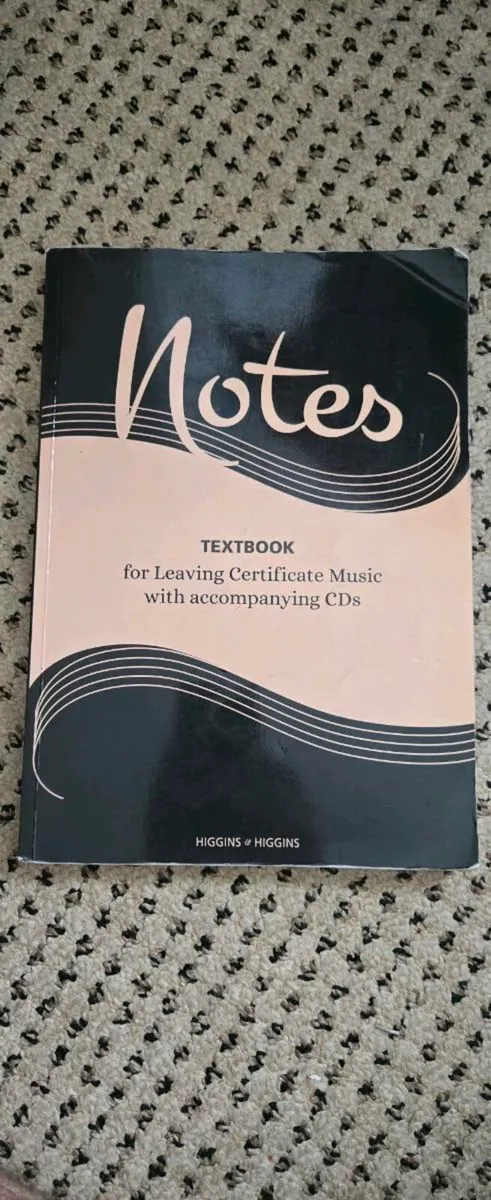 Notes
TEXTBOOK
for Leaving Certificate Music
with accompanying CDs
HIGGINS & HIGGINS